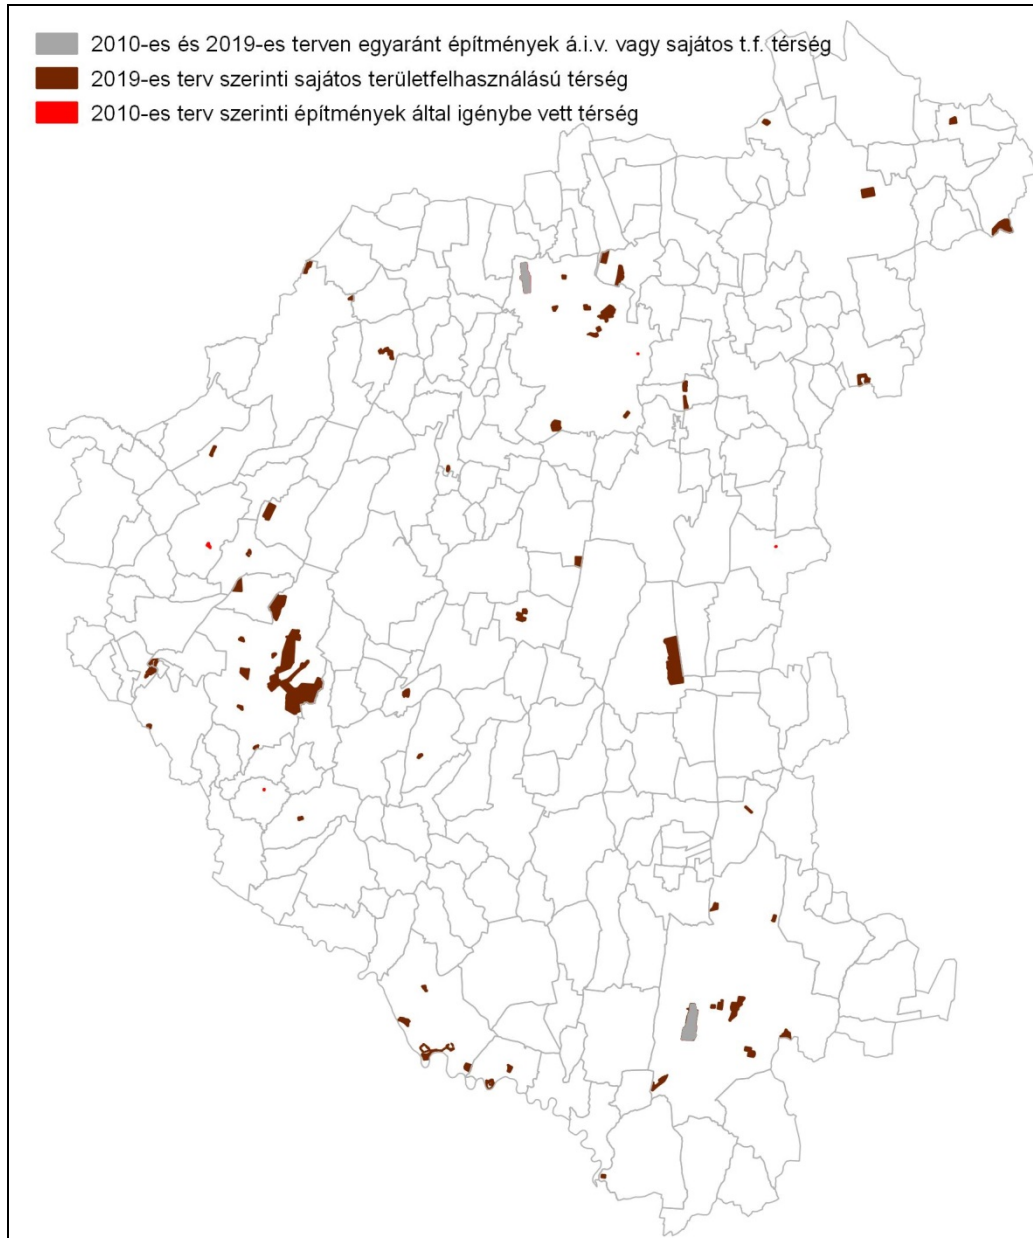 2010-es és 2019-es terven egyaránt építmények á.i.v. vagy sajátos t.f. térség
2019-es terv szerinti sajátos területfelhasználású térség
2010-es terv szerinti építmények által igénybe vett térség